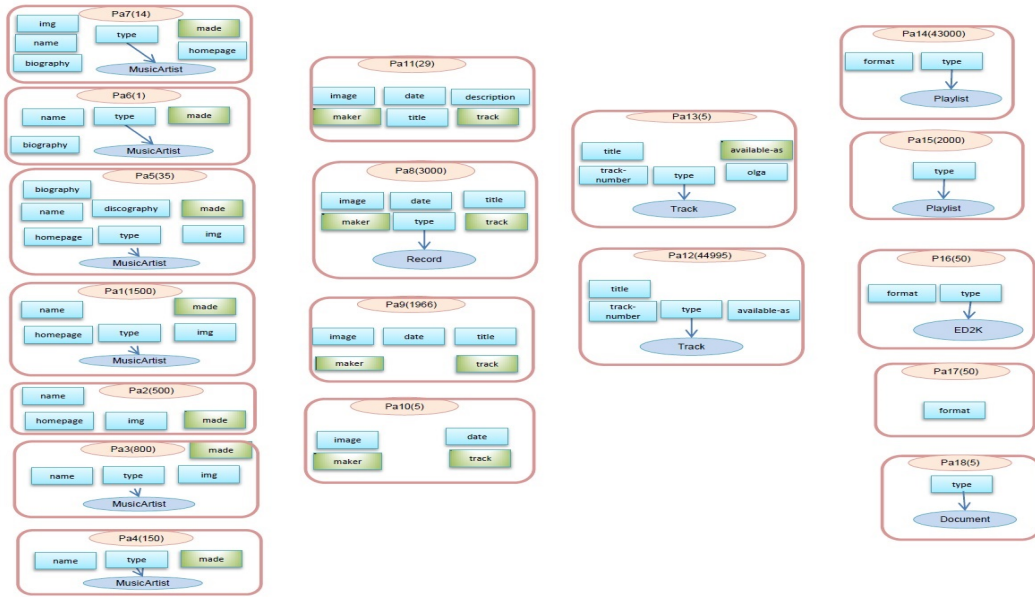 Pa7(14)
img
type
made
name
homepage
biography
MusicArtist
Pa6(1)
name
type
made
biography
MusicArtist
Pa5(35)
biography
name
discography
made
homepage
type
img
MusicArtist
Pa1(1500)
name
made
homepage
type
img
MusicArtist
Pa2(500)
name
homepage
img
made
Pa3(800)
made
name
type
img
MusicArtist
Pa4(150)
name
type
made
MusicArtist
Pa11(29)
image
date
description
maker
title
track
Pa8(3000)
image
date
title
maker
type
track
Record
Pa9(1966)
image
date
title
maker
track
Pa10(5)
image
date
maker
track
Pa13(5)
title
available-as
track-
number
type
olga
Track
Pa12(44995)
title
track-
number
type
available-as
Track
Pa14(43000)
format
type
Playlist
Pa15(2000)
type
Playlist
P16(50)
format
type
ED2K
Pa17(50)
format
Pa18(5)
type
Document